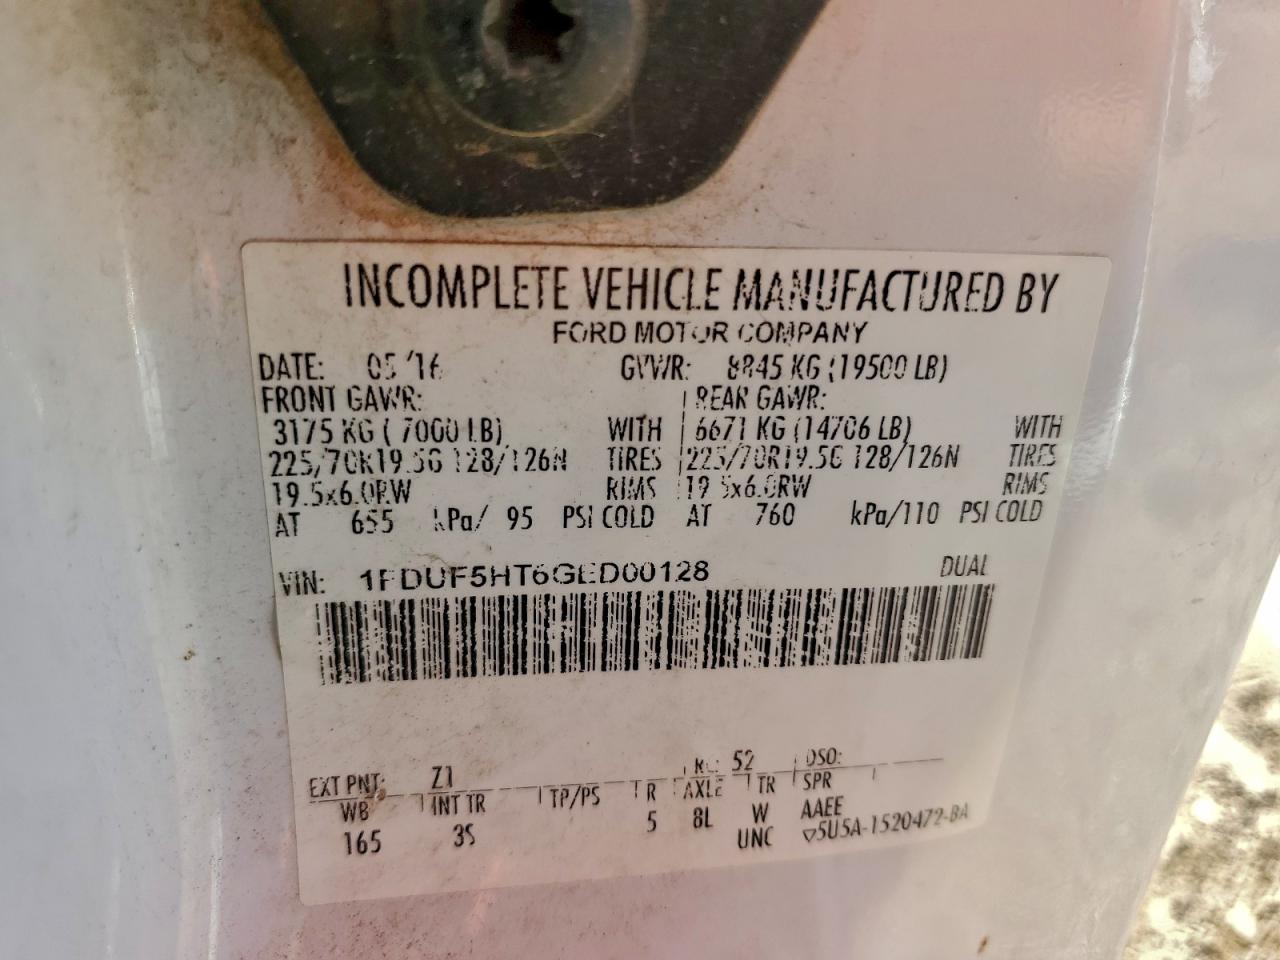 INCOMPLETE VEHICLE MANUFACTURED BY
FORD MOTOR COMPANY
DATE: 05/'16 GVWR: 8845 KG (19500 LB)
FRONT GAWR: REAR GAWR:
3175 KG ( 7000 LB) WITH 6671 KG (14706 LB) WITH
225/70R19.5G 128/126N TIRES 225/70R19.5G 128/126N TIRES
19.5x6.0RW RIMS 19.5x6.0RW RIMS
AT 655 kPa/ 95 PSI COLD AT 760 kPa/110 PSI COLD
VIN: 1FDUF5HT6GED00128 DUAL
EXT PNT: Z1 RC: 52 DSO:
WB INT TR TP/PS R AXLE TR SPR
165 3S 5 8L W AAEE
UNC ▽5U5A-1520472-BA